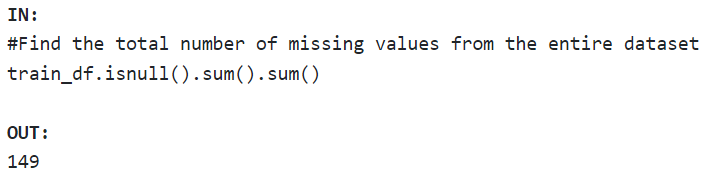 IN:
#Find the total number of missing values from the entire dataset
train_df.isnull().sum().sum()
OUT:
149